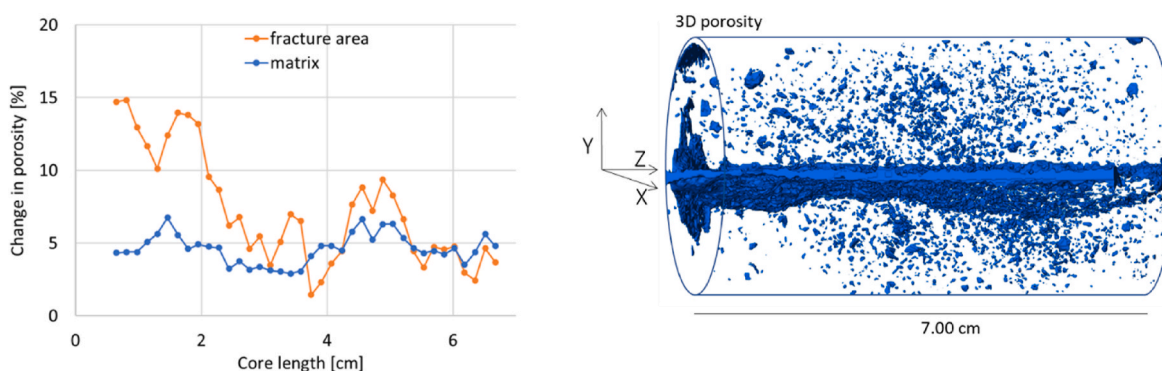 20
15
10
5
0
Change in porosity [%]
fracture area
matrix
0
2
4
6
Core length [cm]
3D porosity
Y
Z
X
7.00 cm